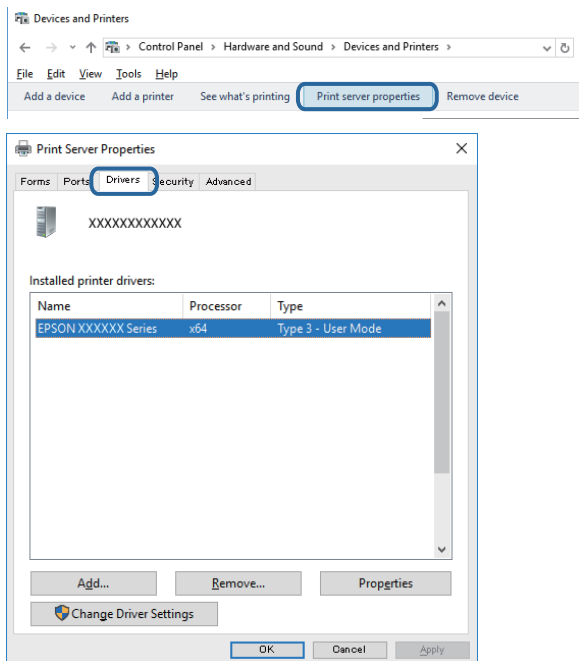 Devices and Printers
Control Panel > Hardware and Sound > Devices and Printers >
File Edit View Tools Help
Add a device Add a printer See what's printing Print server properties Remove device
Print Server Properties
Forms Ports Drivers Security Advanced
XXXXXXXXXXXX
Installed printer drivers:
Name Processor Type
EPSON XXXXXX Series x64 Type 3 - User Mode
Add... Remove... Properties
Change Driver Settings
OK Cancel Apply